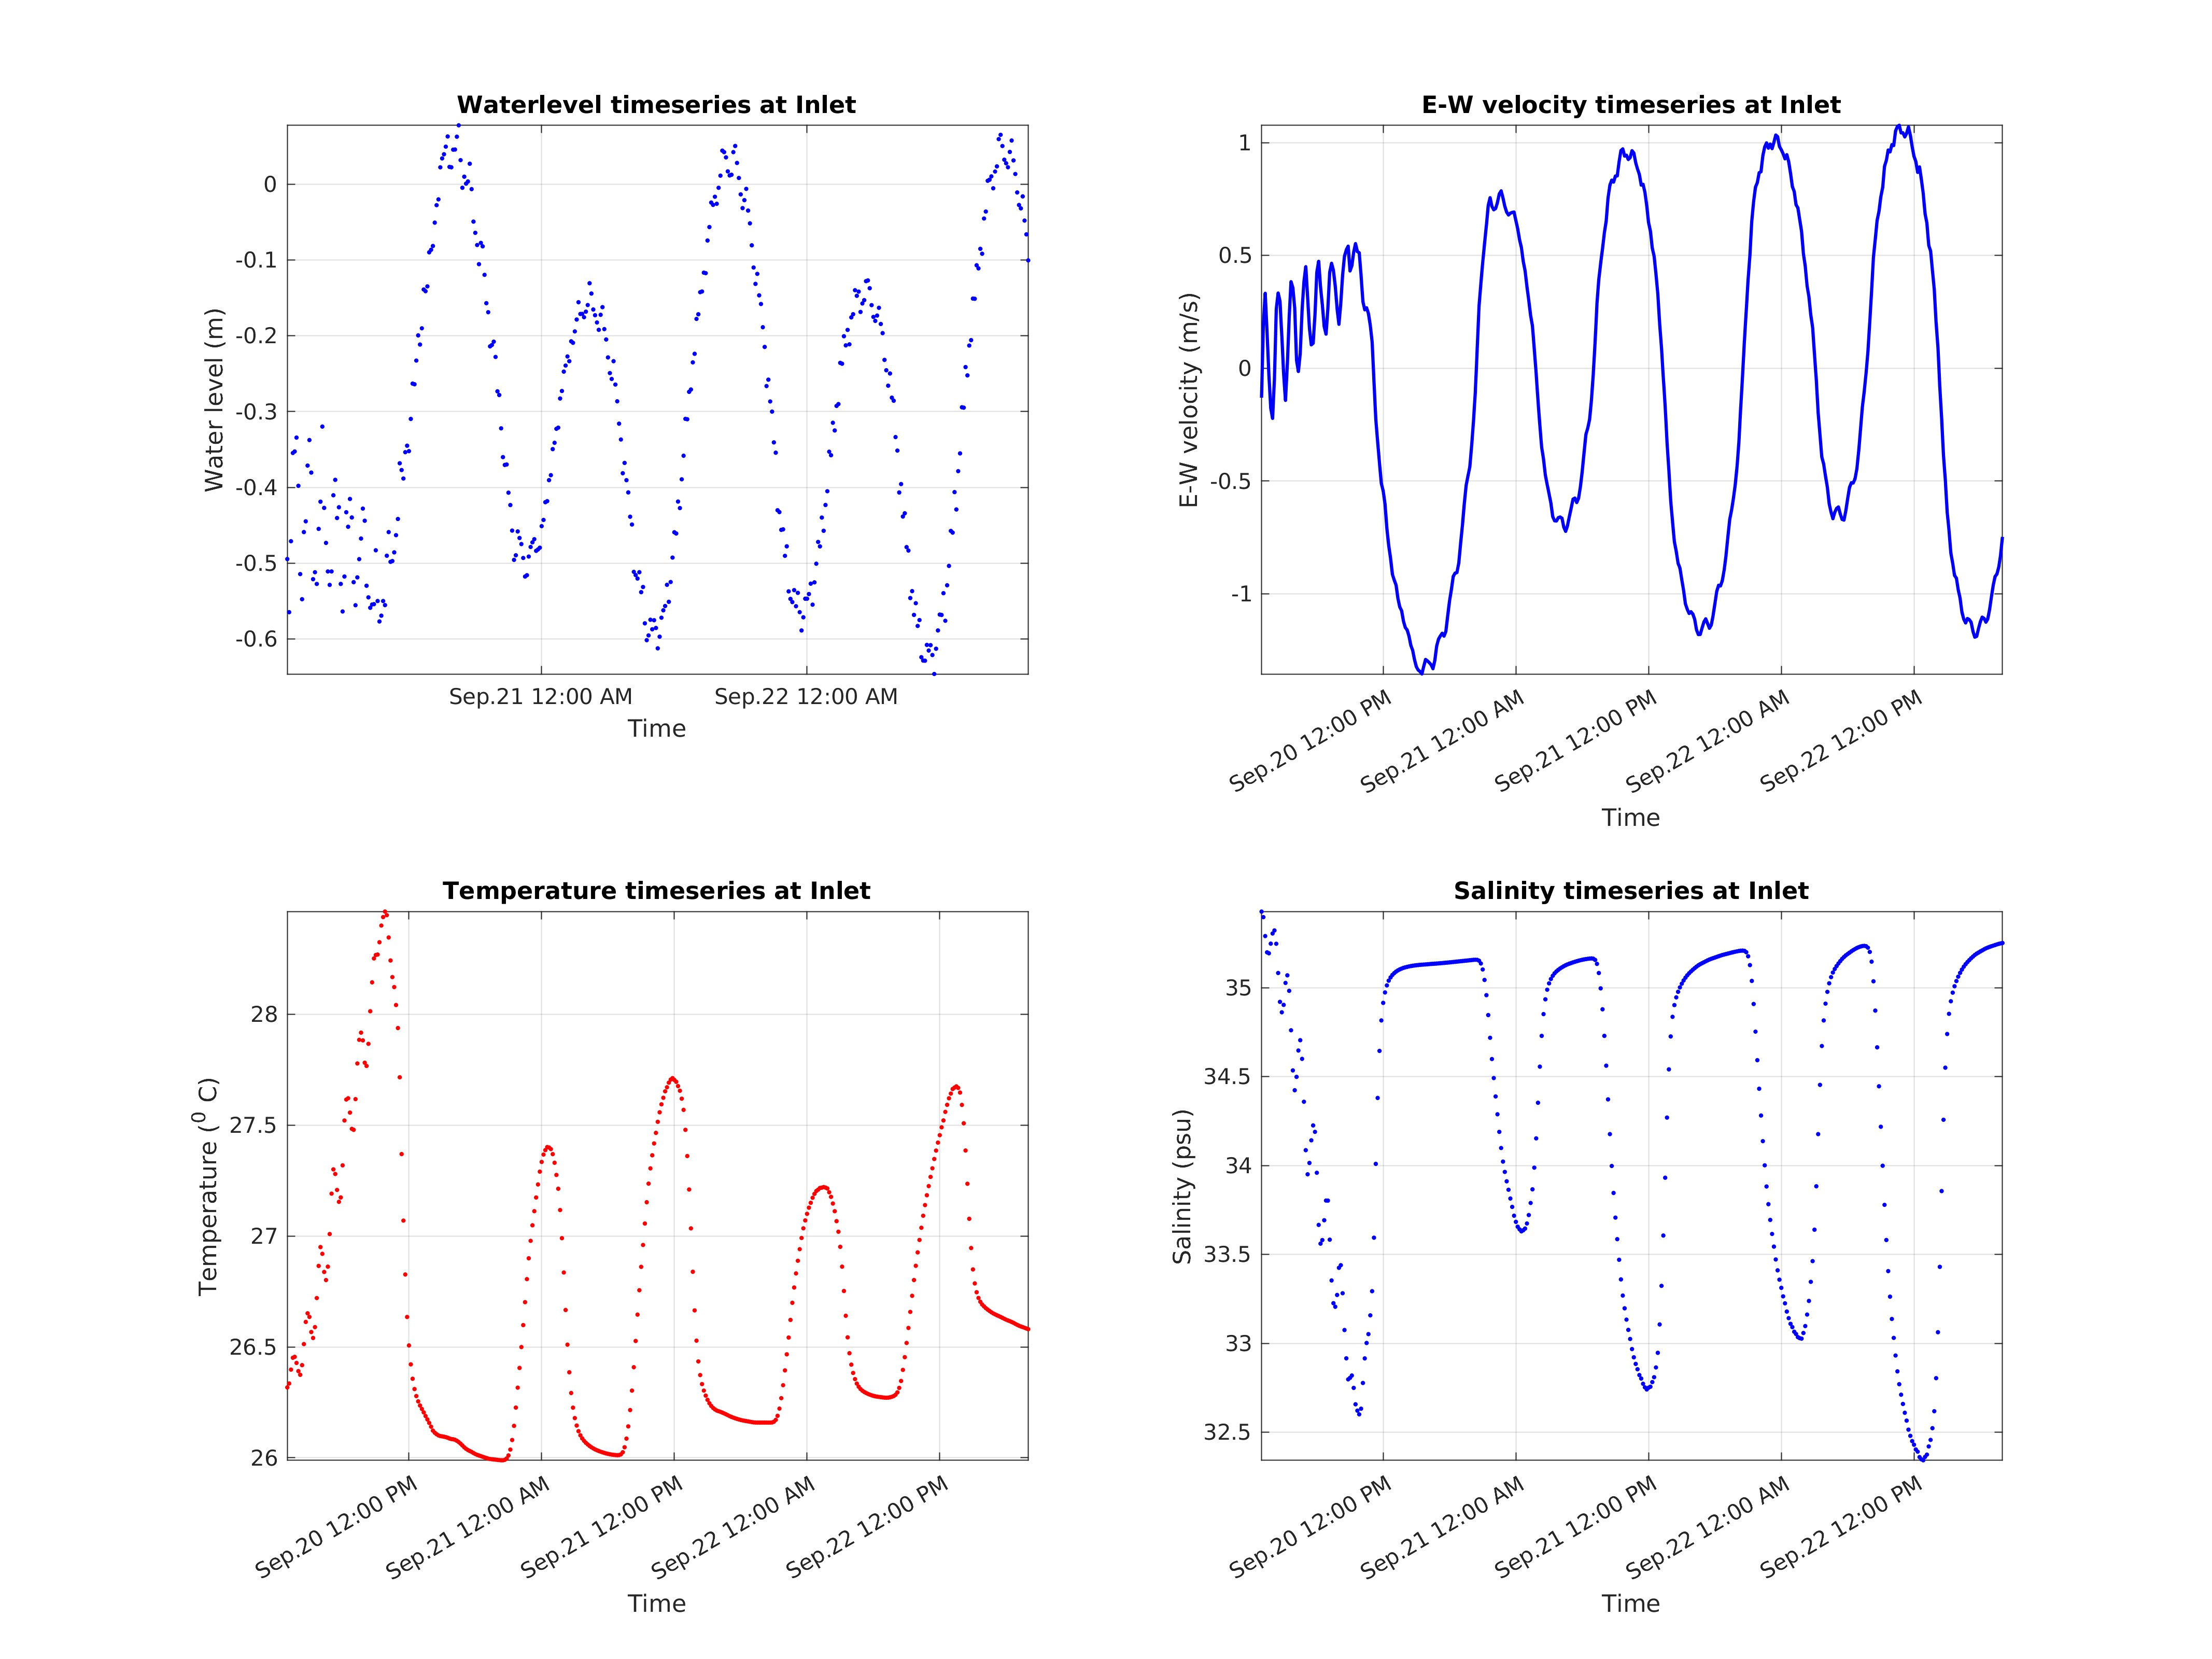 Waterlevel timeseries at Inlet
0
-0.1
-0.2
-0.3
-0.4
-0.5
-0.6
Water level (m)
Sep.21 12:00 AM Sep.22 12:00 AM
Time
E-W velocity timeseries at Inlet
1
0.5
0
-0.5
-1
E-W velocity (m/s)
Sep.20 12:00 PM
Sep.21 12:00 AM
Sep.21 12:00 PM
Sep.22 12:00 AM
Sep.22 12:00 PM
Time
Temperature timeseries at Inlet
28
27.5
27
26.5
26
Temperature (⁰ C)
Sep.20 12:00 PM
Sep.21 12:00 AM
Sep.21 12:00 PM
Sep.22 12:00 AM
Sep.22 12:00 PM
Time
Salinity timeseries at Inlet
35
34.5
34
33.5
33
32.5
Salinity (psu)
Sep.20 12:00 PM
Sep.21 12:00 AM
Sep.21 12:00 PM
Sep.22 12:00 AM
Sep.22 12:00 PM
Time